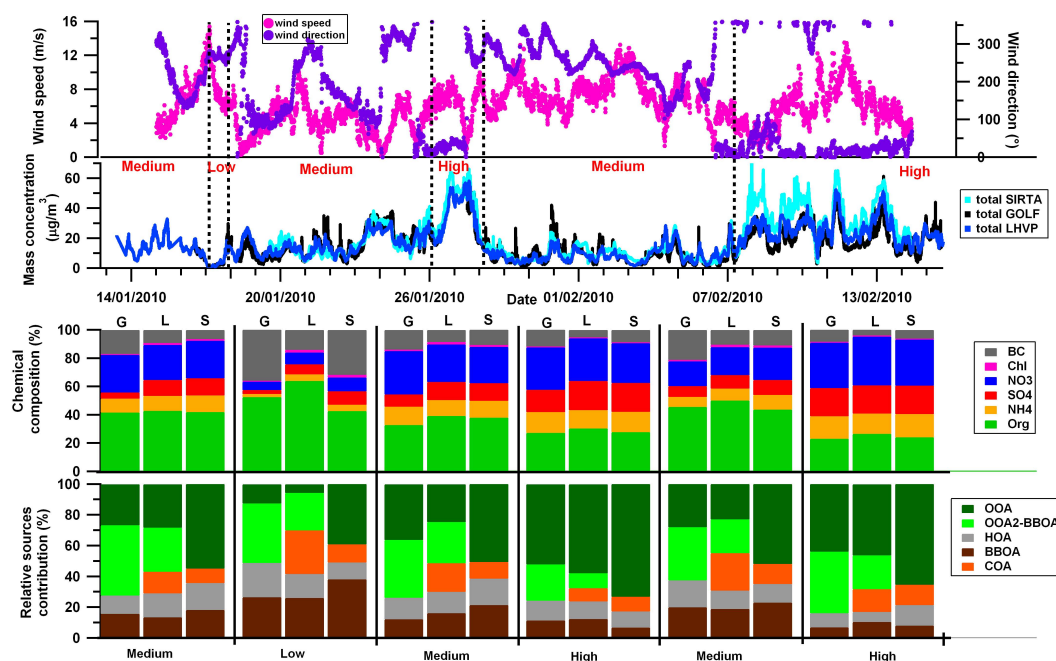 wind speed
wind direction
Wind speed (m/s)
16
12
8
4
0
Wind direction (°)
300
200
100
0
Medium
Low
Medium
High
Medium
High
Mass concentration
(µg/m³)
60
40
20
0
total SIRTA
total GOLF
total LHVP
14/01/2010
20/01/2010
26/01/2010
Date
01/02/2010
07/02/2010
13/02/2010
G L S G L S G L S G L S G L S G L S
Chemical
composition (%)
100
80
60
40
20
0
BC
Chl
NO3
SO4
NH4
Org
Relative sources
contribution (%)
100
80
60
40
20
0
OOA
OOA2-BBOA
HOA
BBOA
COA
Medium
Low
Medium
High
Medium
High